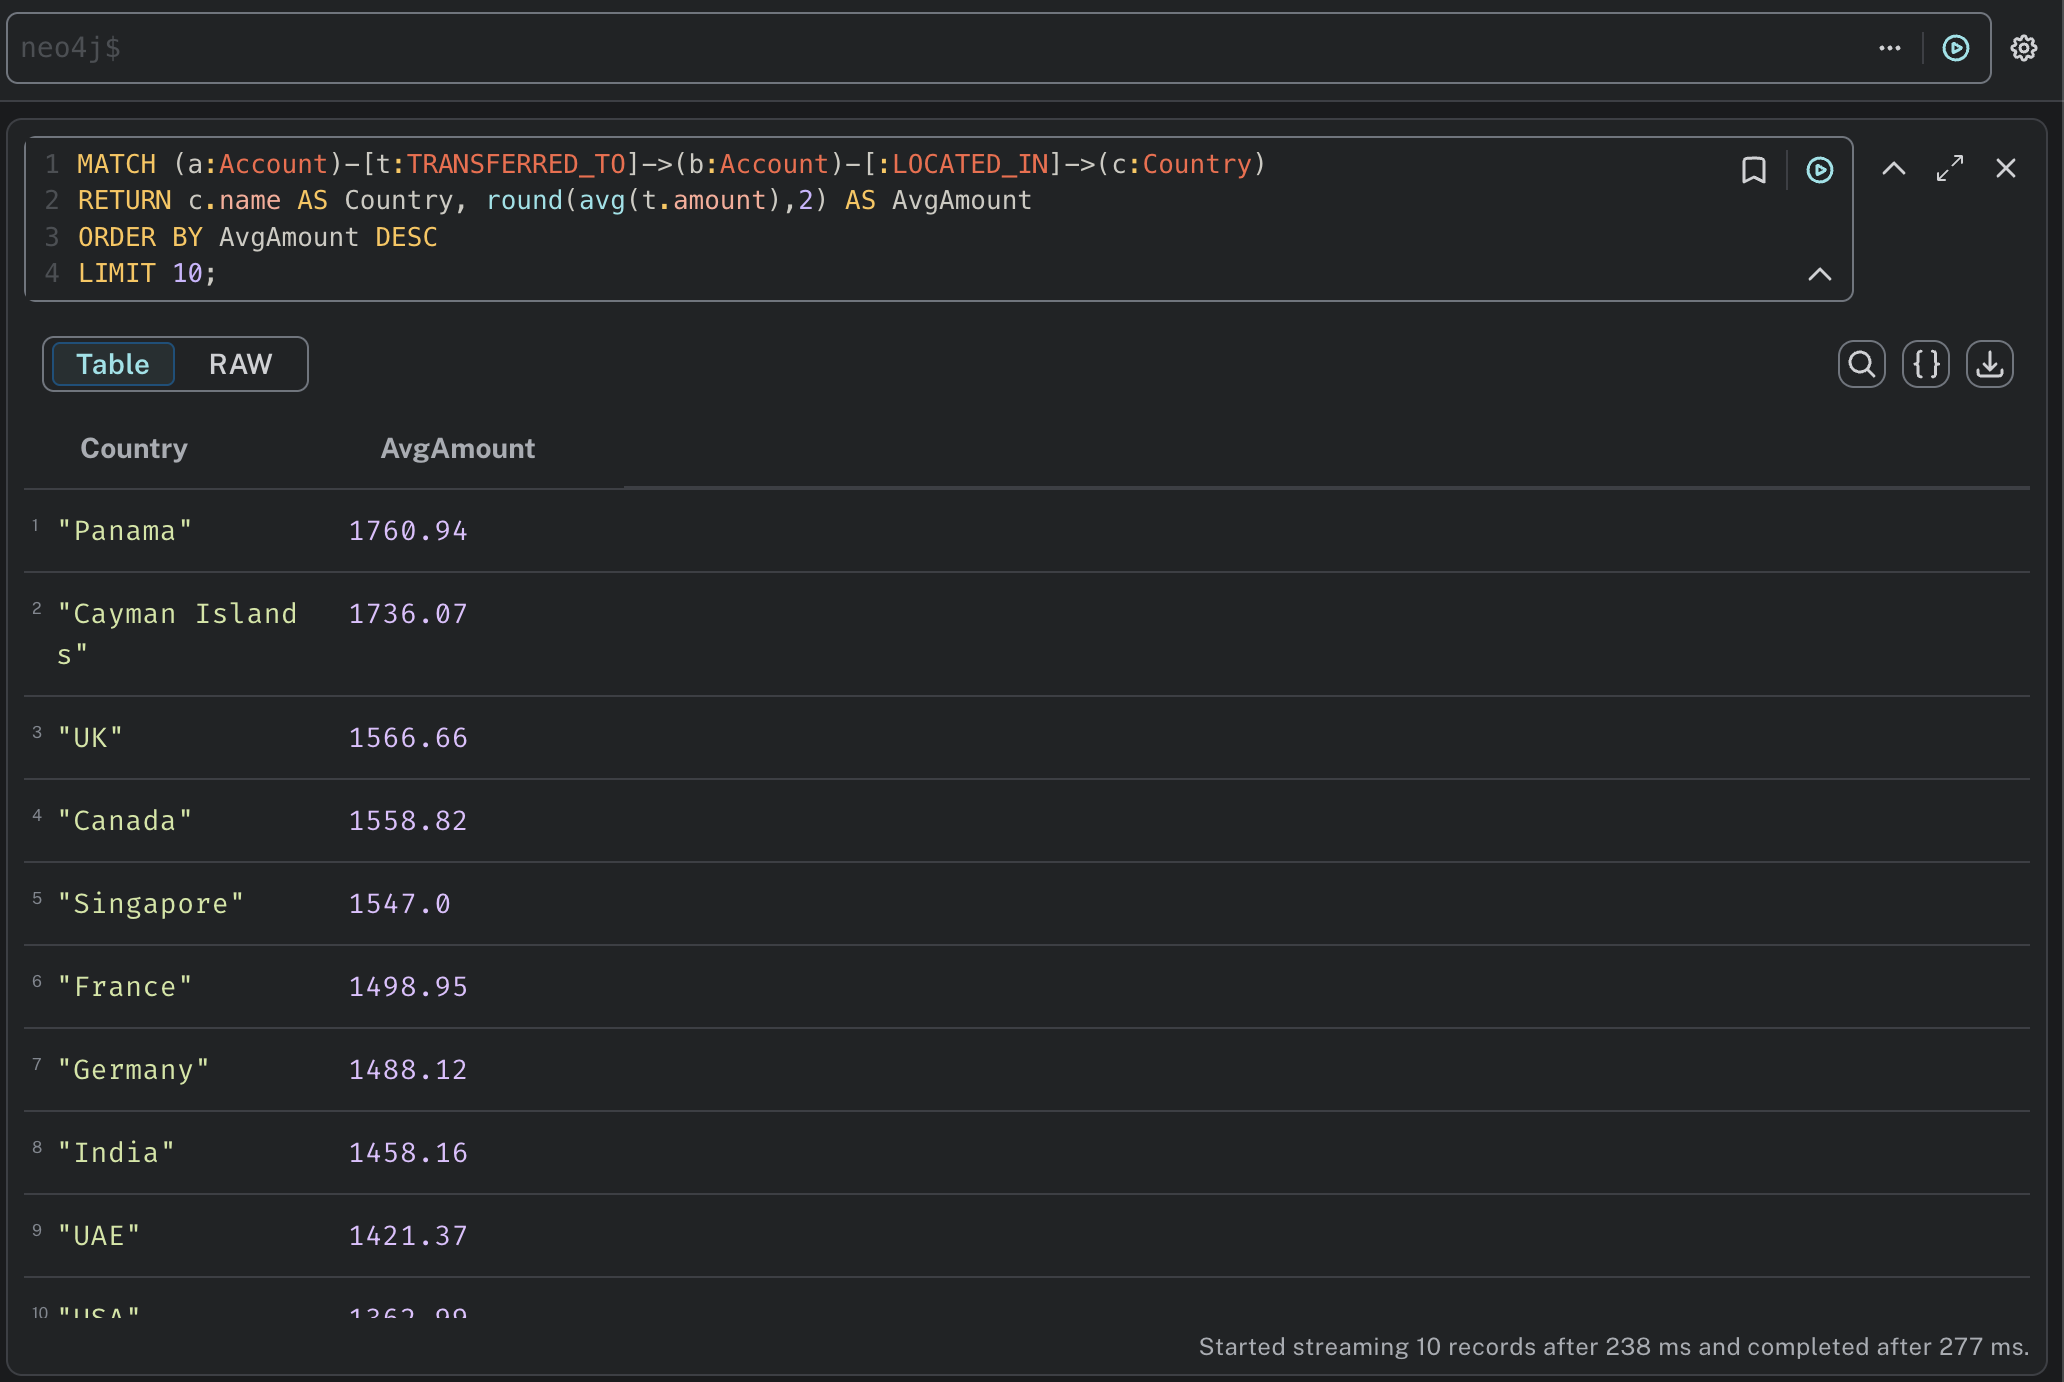 neo4j$
1 MATCH (a:Account)-[t:TRANSFERRED_TO]->(b:Account)-[:LOCATED_IN]->(c:Country)
2 RETURN c.name AS Country, round(avg(t.amount),2) AS AvgAmount
3 ORDER BY AvgAmount DESC
4 LIMIT 10;
Table RAW
Country AvgAmount
1 "Panama" 1760.94
2 "Cayman Island 1736.07
s"
3 "UK" 1566.66
4 "Canada" 1558.82
5 "Singapore" 1547.0
6 "France" 1498.95
7 "Germany" 1488.12
8 "India" 1458.16
9 "UAE" 1421.37
10 "USA" 1362.99
Started streaming 10 records after 238 ms and completed after 277 ms.